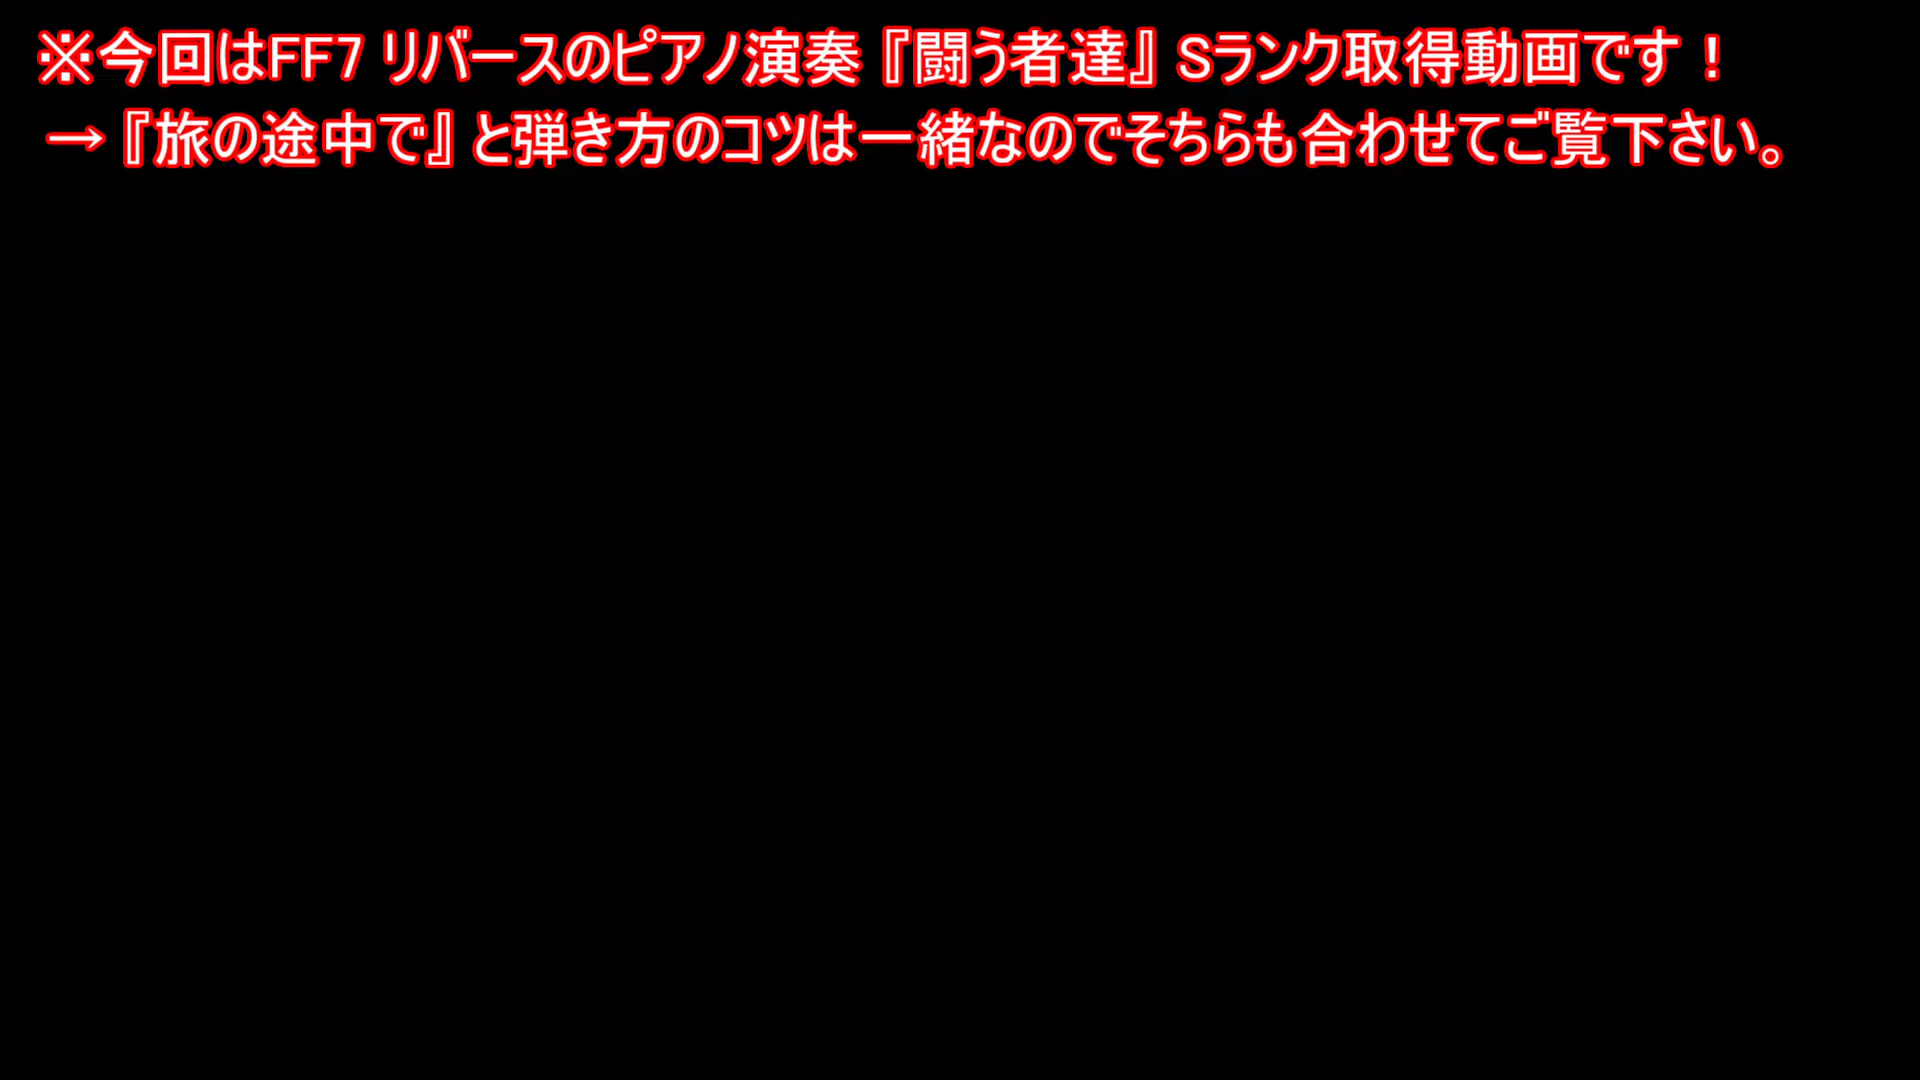 ※今回はFF7 リバースのピアノ演奏『闘う者達』Sランク取得動画です！
→『旅の途中で』と弾き方のコツは一緒なのでそちらも合わせてご覧下さい。